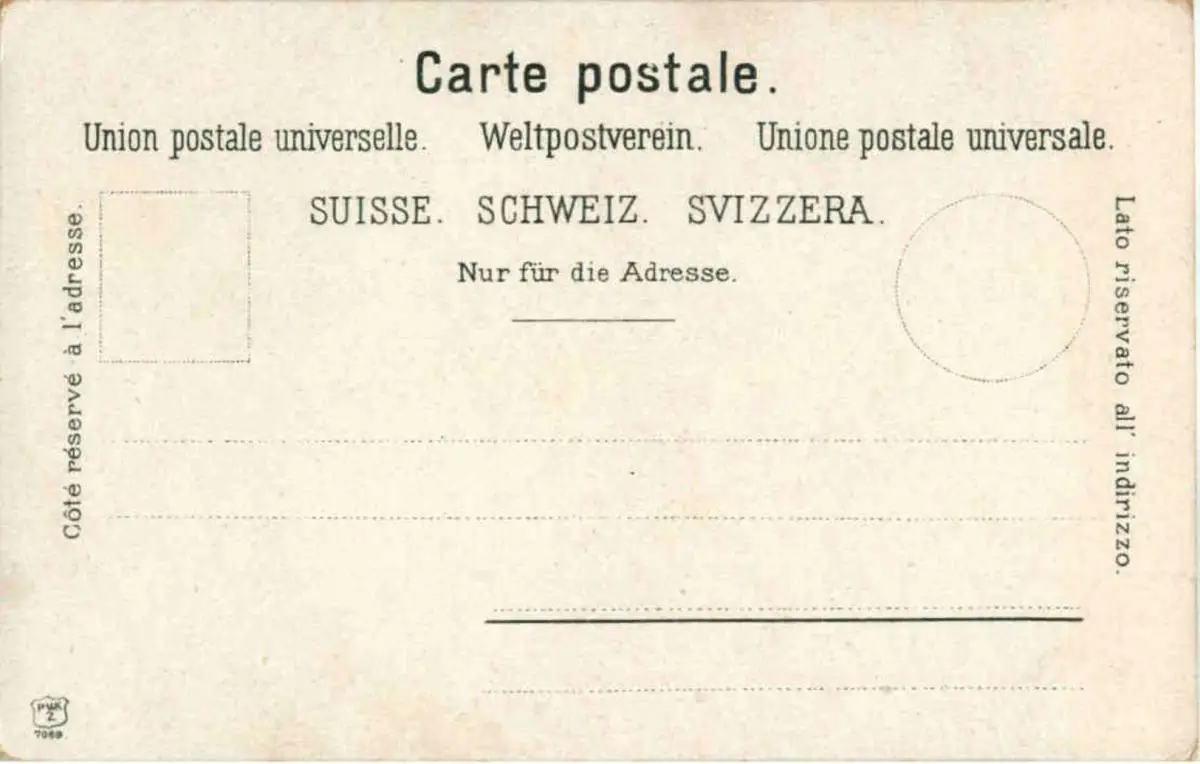 Carte postale.
Union postale universelle. Weltpostverein. Unione postale universale.
SUISSE. SCHWEIZ. SVIZZERA.
Nur für die Adresse.
Côté réservé à l'adresse.
Lato riservato all' indirizzo.
Z